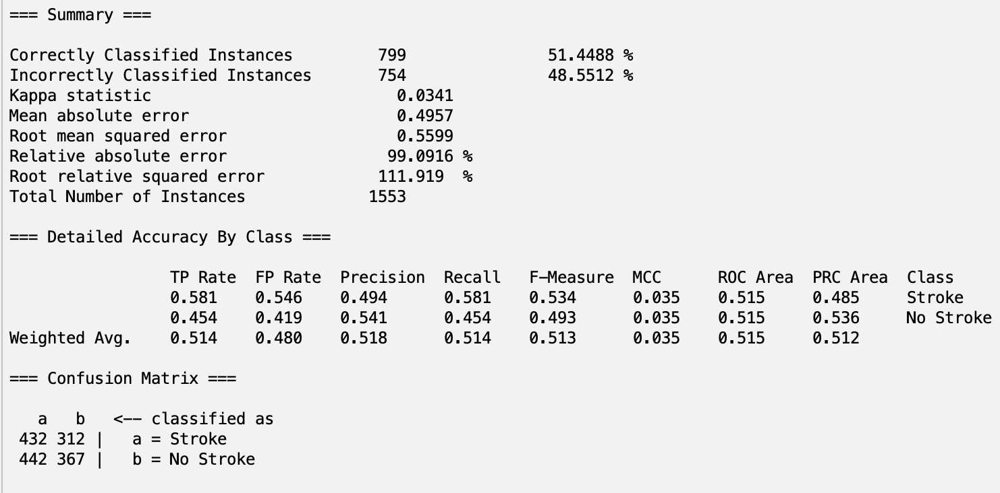 === Summary ===
Correctly Classified Instances 799 51.4488 %
Incorrectly Classified Instances 754 48.5512 %
Kappa statistic 0.0341
Mean absolute error 0.4957
Root mean squared error 0.5599
Relative absolute error 99.0916 %
Root relative squared error 111.919 %
Total Number of Instances 1553
=== Detailed Accuracy By Class ===
TP Rate FP Rate Precision Recall F-Measure MCC ROC Area PRC Area Class
0.581 0.546 0.494 0.581 0.534 0.035 0.515 0.485 Stroke
0.454 0.419 0.541 0.454 0.493 0.035 0.515 0.536 No Stroke
Weighted Avg. 0.514 0.480 0.518 0.514 0.513 0.035 0.515 0.512
=== Confusion Matrix ===
a b <-- classified as
432 312 | a = Stroke
442 367 | b = No Stroke